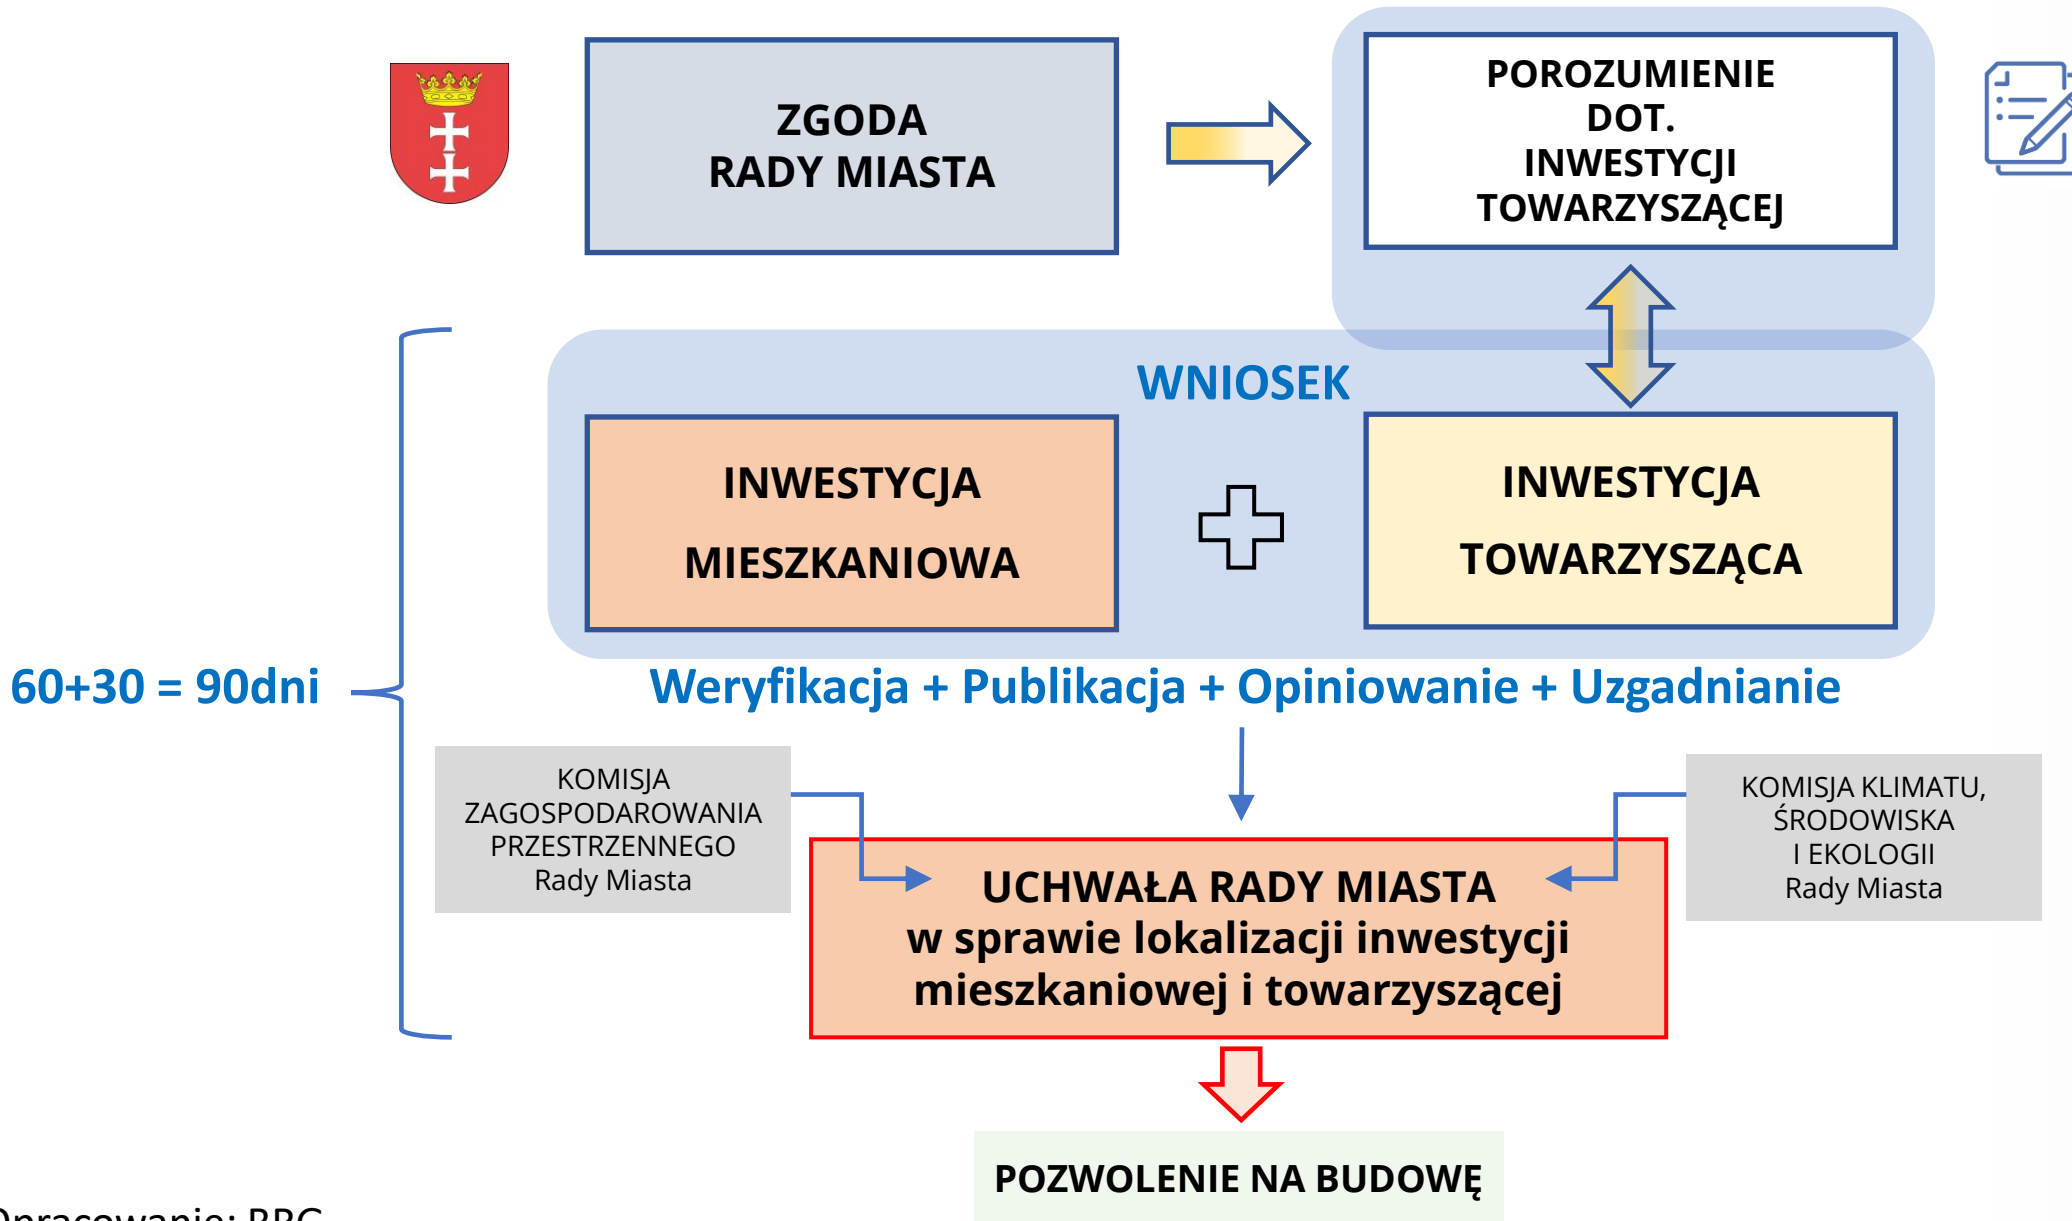 ZGODA
RADY MIASTA
POROZUMIENIE
DOT.
INWESTYCJI
TOWARZYSZĄCEJ
WNIOSEK
INWESTYCJA
MIESZKANIOWA
INWESTYCJA
TOWARZYSZĄCA
60+30 = 90dni
Weryfikacja + Publikacja + Opiniowanie + Uzgadnianie
KOMISJA
ZAGOSPODAROWANIA
PRZESTRZENNEGO
Rady Miasta
KOMISJA KLIMATU,
ŚRODOWISKA
I EKOLOGII
Rady Miasta
UCHWAŁA RADY MIASTA
w sprawie lokalizacji inwestycji
mieszkaniowej i towarzyszącej
POZWOLENIE NA BUDOWĘ